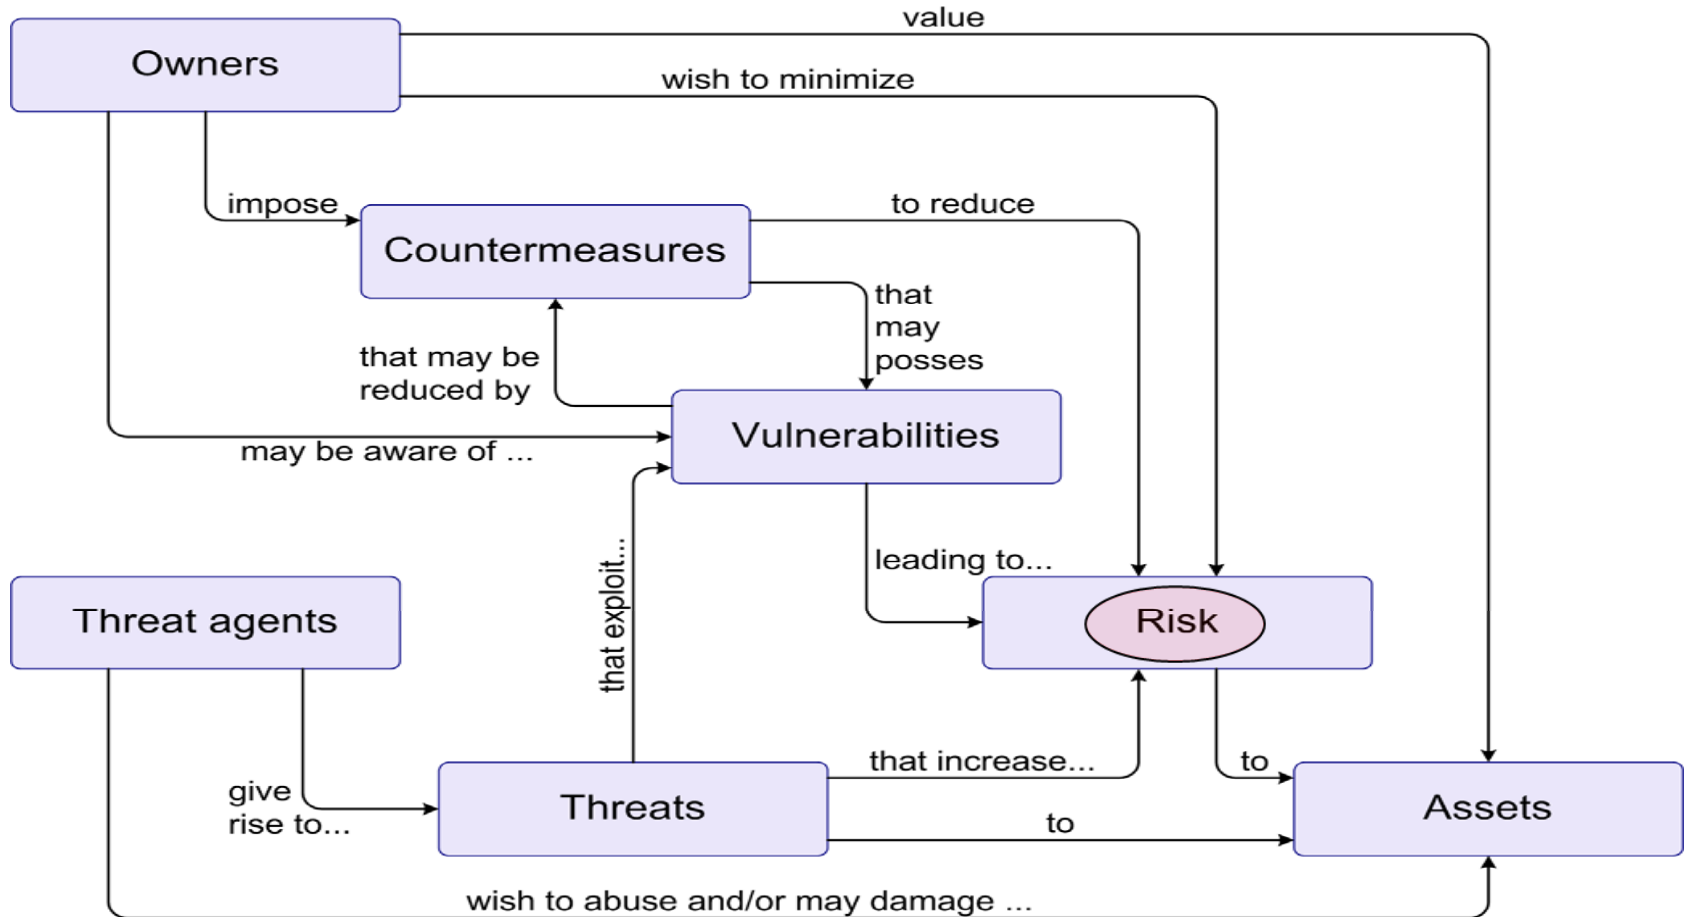 value
Owners
wish to minimize
impose
to reduce
Countermeasures
that
may
posses
that may be
reduced by
Vulnerabilities
may be aware of ...
that exploit...
leading to...
Threat agents
Risk
that increase...
to
give
rise to...
Threats
Assets
to
wish to abuse and/or may damage ...